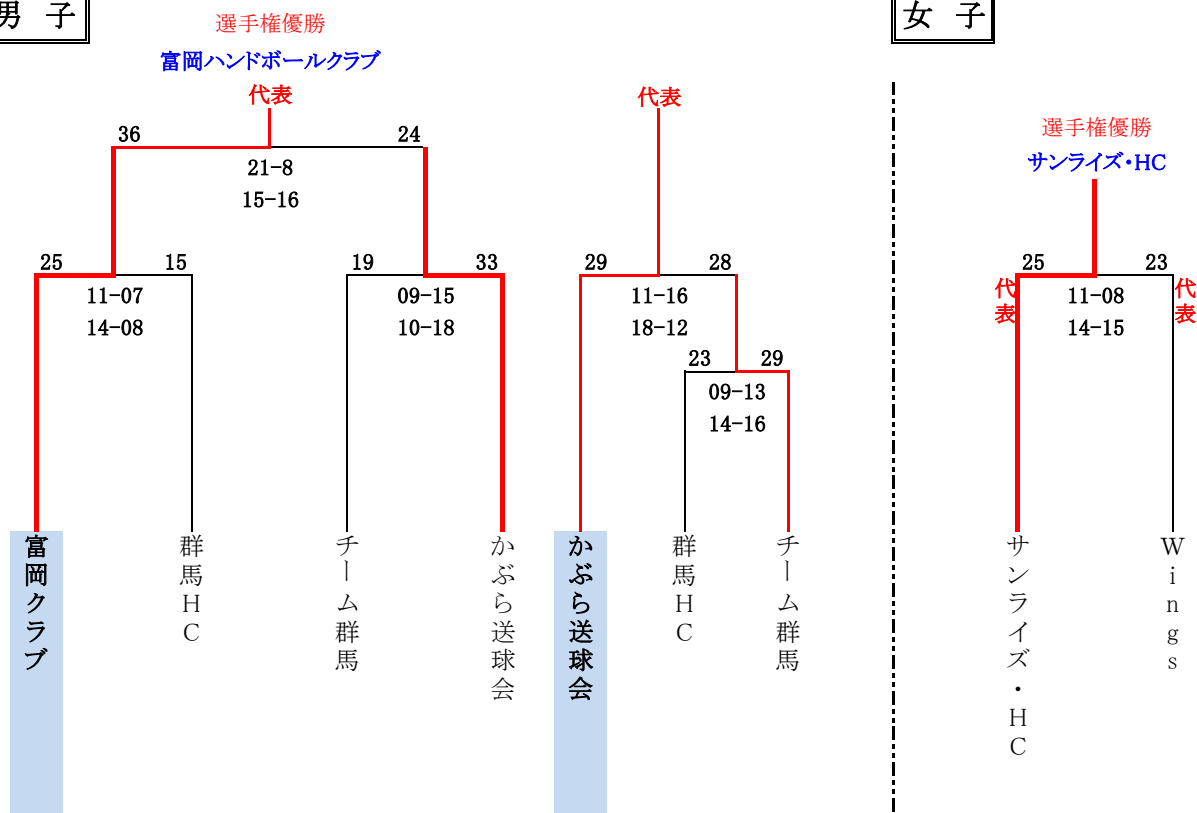 男 子
選手権優勝
富岡ハンドボールクラブ
代表
36
24
21-8
15-16
25
15
11-07
14-08
19
33
09-15
10-18
富岡クラブ
群馬HC
チーム群馬
かぶら送球会
代表
29
28
11-16
18-12
23
29
09-13
14-16
かぶら送球会
群馬HC
チーム群馬
女 子
選手権優勝
サンライズ・HC
25
23
代表
11-08
14-15
代表
サンライズ・HC
Wings